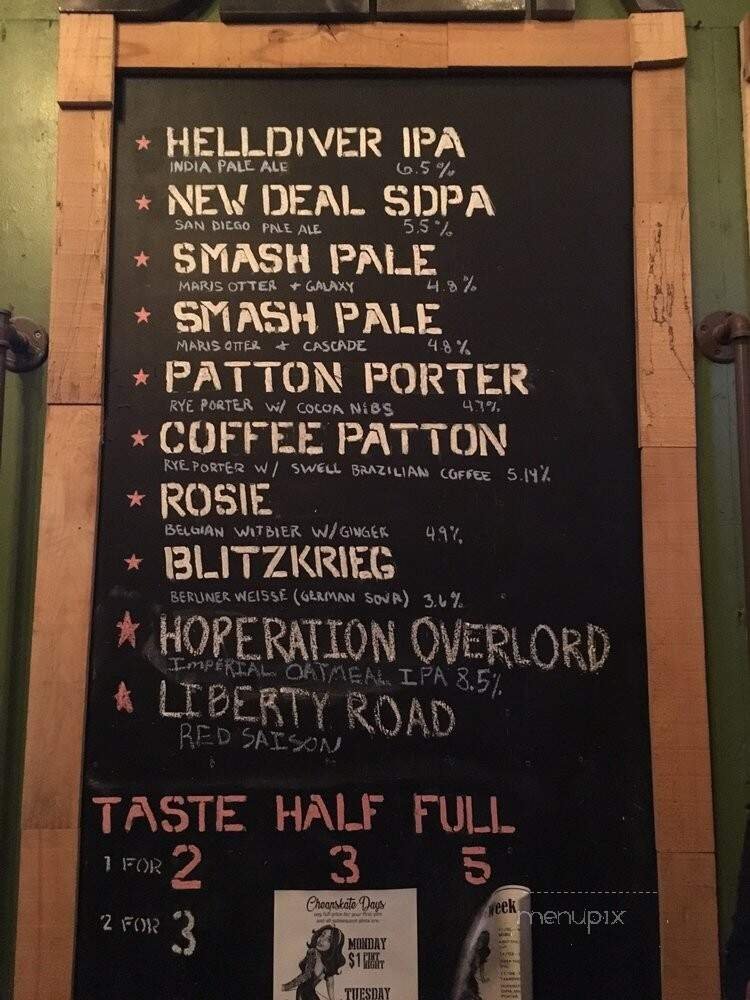 ★ HELLDIVER IPA
INDIA PALE ALE 6.5%
★ NEW DEAL SDPA
SAN DIEGO PALE ALE 5.5%
★ SMASH PALE
MARIS OTTER + GALAXY 4.8%
★ SMASH PALE
MARIS OTTER + CASCADE 4.8%
★ PATTON PORTER
RYE PORTER W/ COCOA NIBS 4.7%
★ COFFEE PATTON
RYE PORTER W/ SWELL BRAZILIAN COFFEE 5.14%
★ ROSIE
BELGIAN WITBIER W/GINGER 4.9%
★ BLITZKRIEG
BERLINER WEISSE (GERMAN SOUR) 3.6%
★ HOPERATION OVERLORD
IMPERIAL OATMEAL IPA 8.5%
★ LIBERTY ROAD
RED SAISON
TASTE HALF FULL
1 FOR 2 3 5
2 FOR 3
Cheapskate Days
MONDAY
$1 PINT NIGHT
TUESDAY
week
menupix